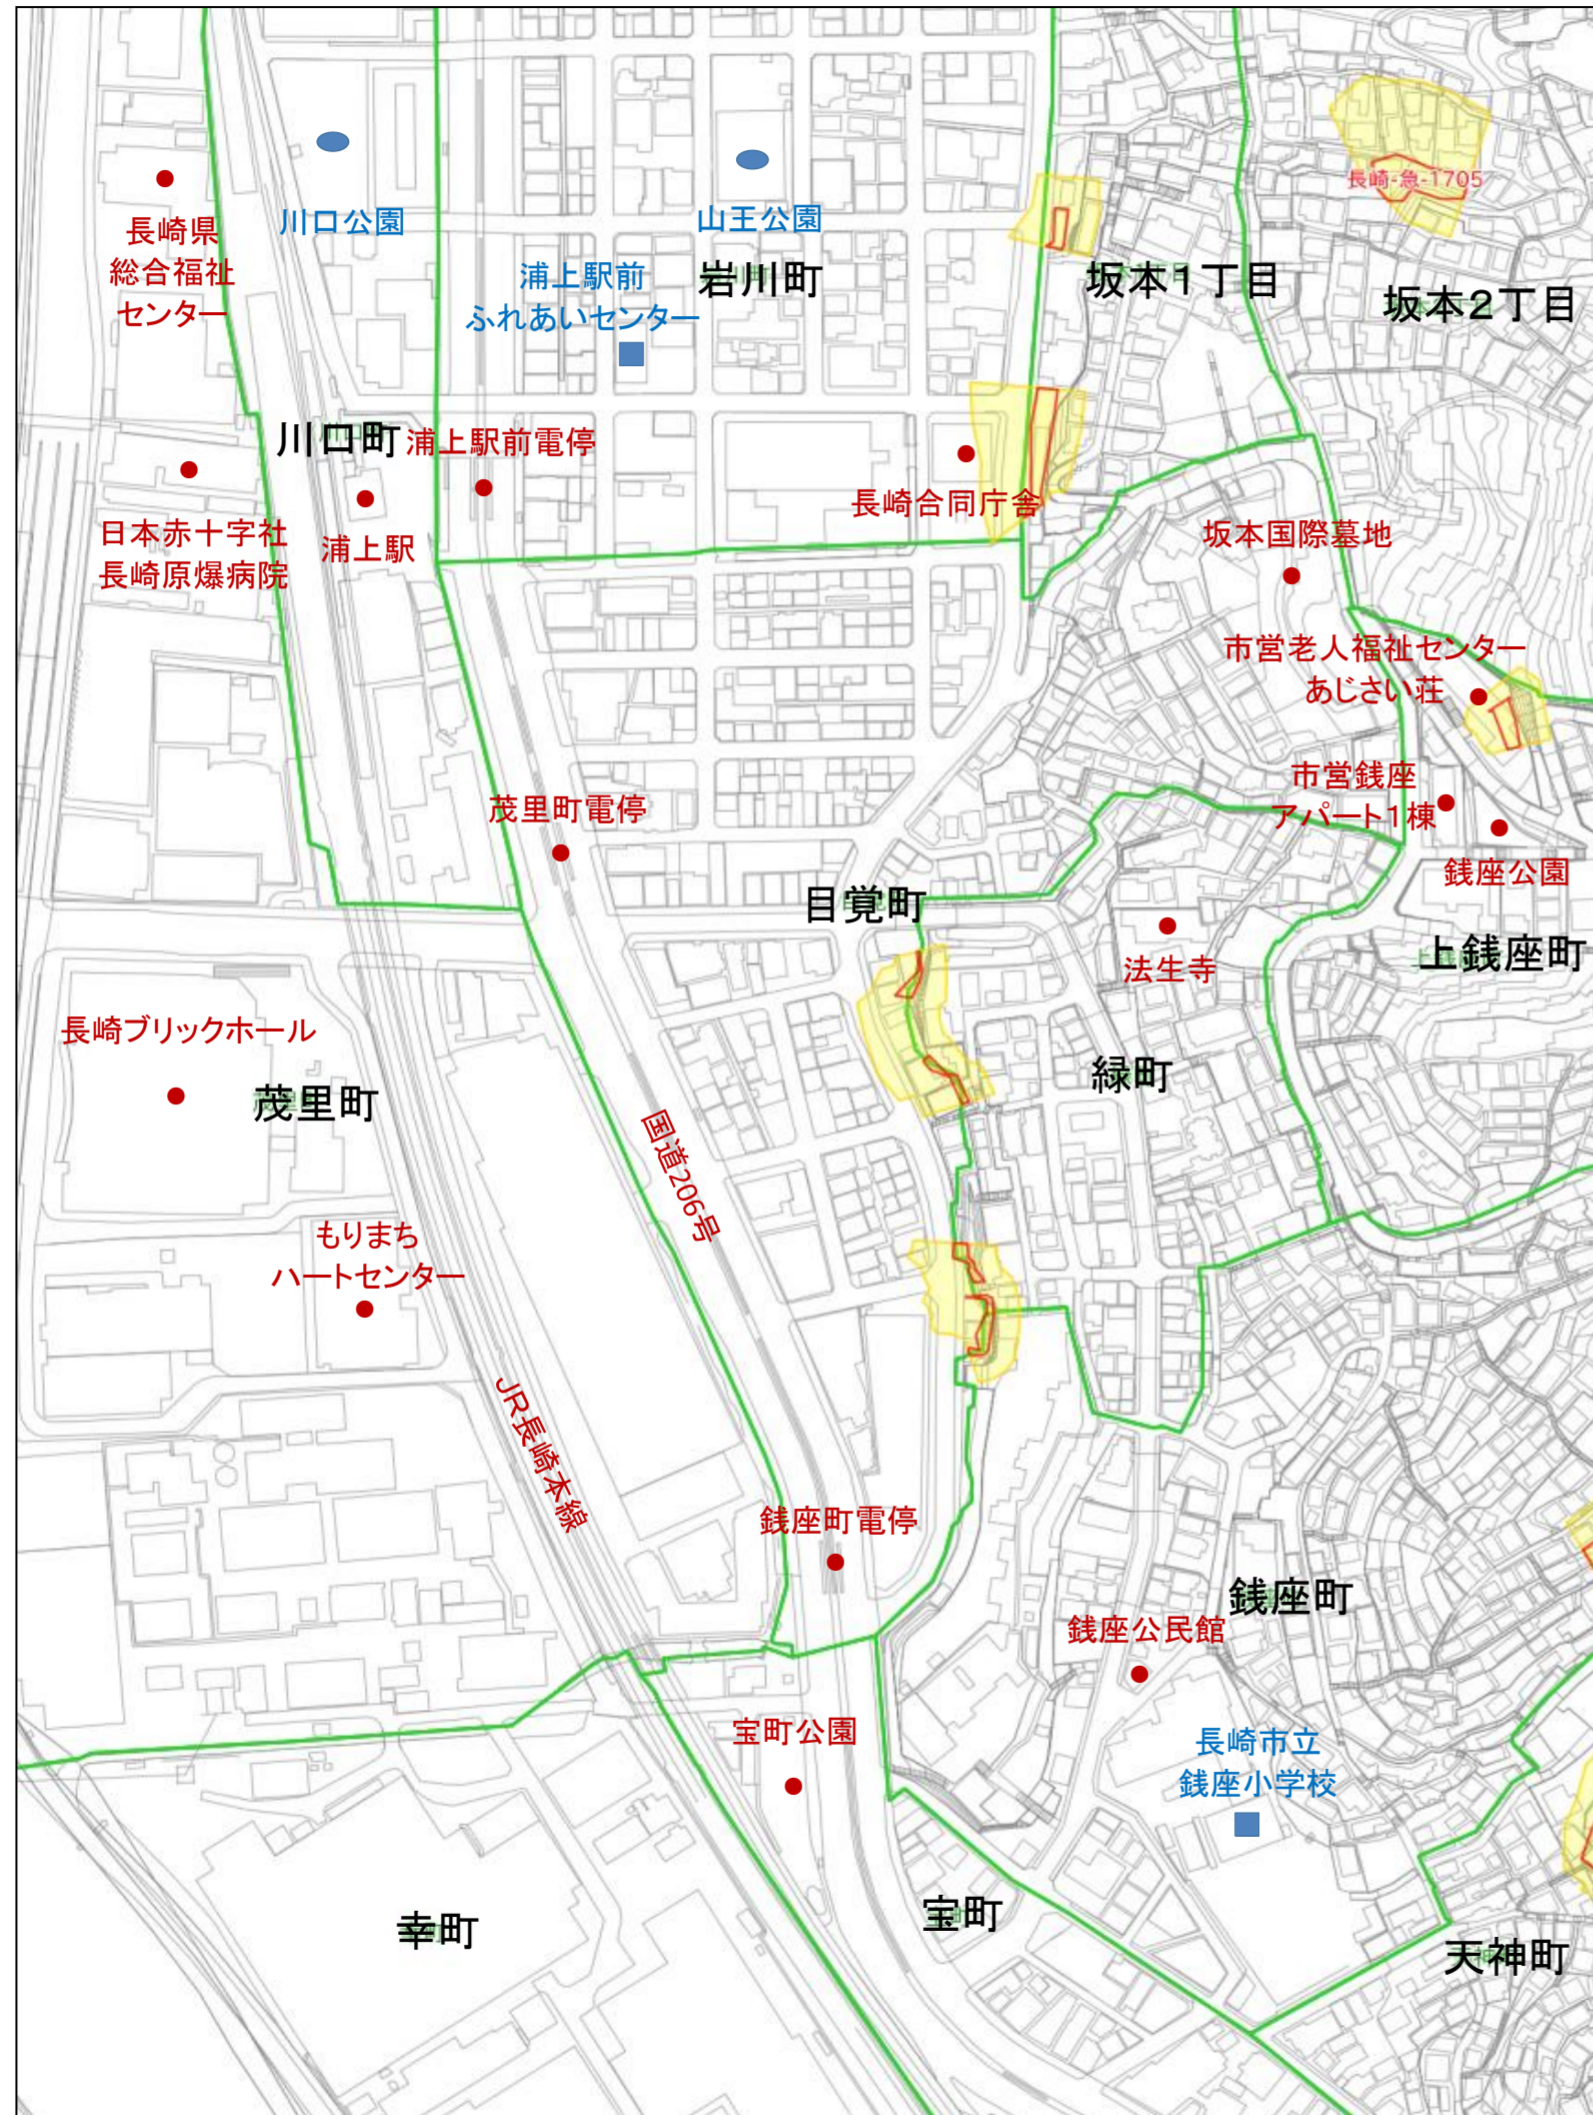 長崎-急-1705
長崎県
総合福祉
センター
川口公園
山王公園
浦上駅前
ふれあいセンター
岩川町
坂本1丁目
坂本2丁目
川口町
浦上駅前電停
長崎合同庁舎
日本赤十字社
長崎原爆病院
浦上駅
坂本国際墓地
市営老人福祉センター
あじさい荘
市営銭座
アパート1棟
銭座公園
茂里町電停
目覚町
法生寺
上銭座町
長崎ブリックホール
茂里町
緑町
国道206号
もりまち
ハートセンター
JR長崎本線
銭座町電停
銭座町
銭座公民館
宝町公園
長崎市立
銭座小学校
幸町
宝町
天神町